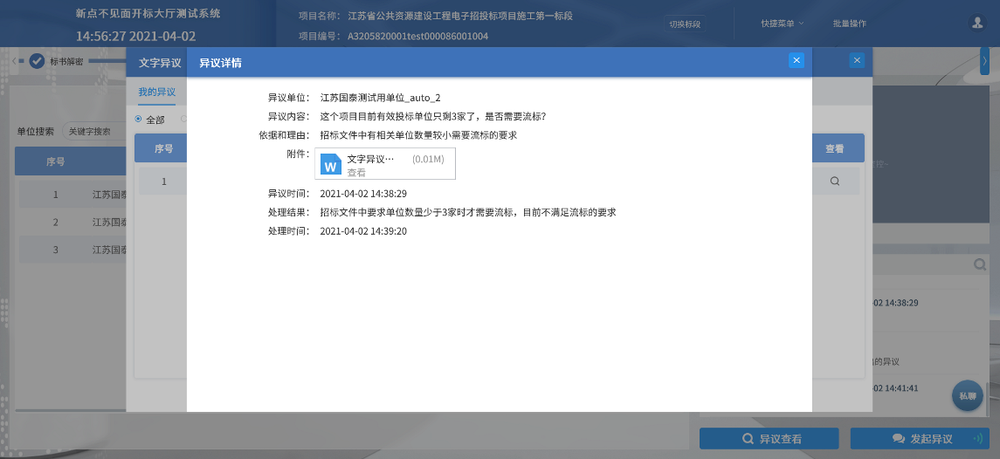 新点不见面开标大厅测试系统
14:56:27 2021-04-02
项目名称： 江苏省公共资源建设工程电子招投标项目施工第一标段
项目编号： A3205820001test000086001004
切换标段
快捷菜单
批量操作
标书解密
文字异议
异议详情
我的异议
全部
单位搜索
关键字搜索
序号
序号
查看
1
1 江苏国泰
2 江苏国泰
3 江苏国泰
异议单位： 江苏国泰测试用单位_auto_2
异议内容： 这个项目目前有效投标单位只剩3家了，是否需要流标?
依据和理由： 招标文件中有相关单位数量较小需要流标的要求
附件： 文字异议… (0.01M)
查看
异议时间： 2021-04-02 14:38:29
处理结果： 招标文件中要求单位数量少于3家时才需要流标，目前不满足流标的要求
处理时间： 2021-04-02 14:39:20
-02 14:38:29
的异议
-02 14:41:41
私聊
异议查看
发起异议